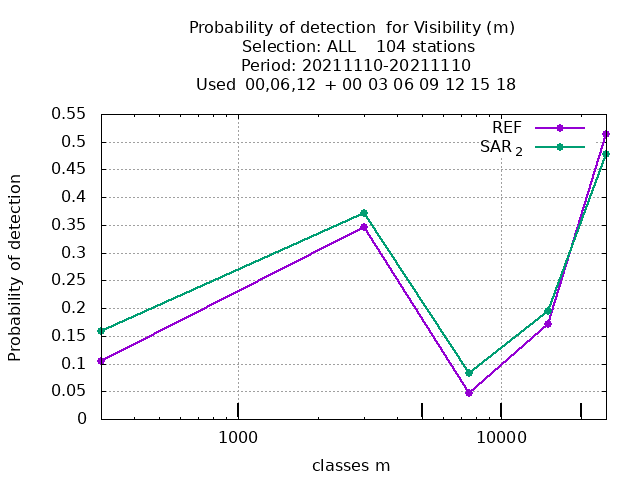 Probability of detection  for Visibility (m)
Selection: ALL    104 stations
Period: 20211110-20211110
Used  00,06,12  + 00 03 06 09 12 15 18
REF
SAR 2
0.55
0.5
0.45
0.4
0.35
0.3
0.25
0.2
0.15
0.1
0.05
0
Probability of detection
1000
10000
classes m